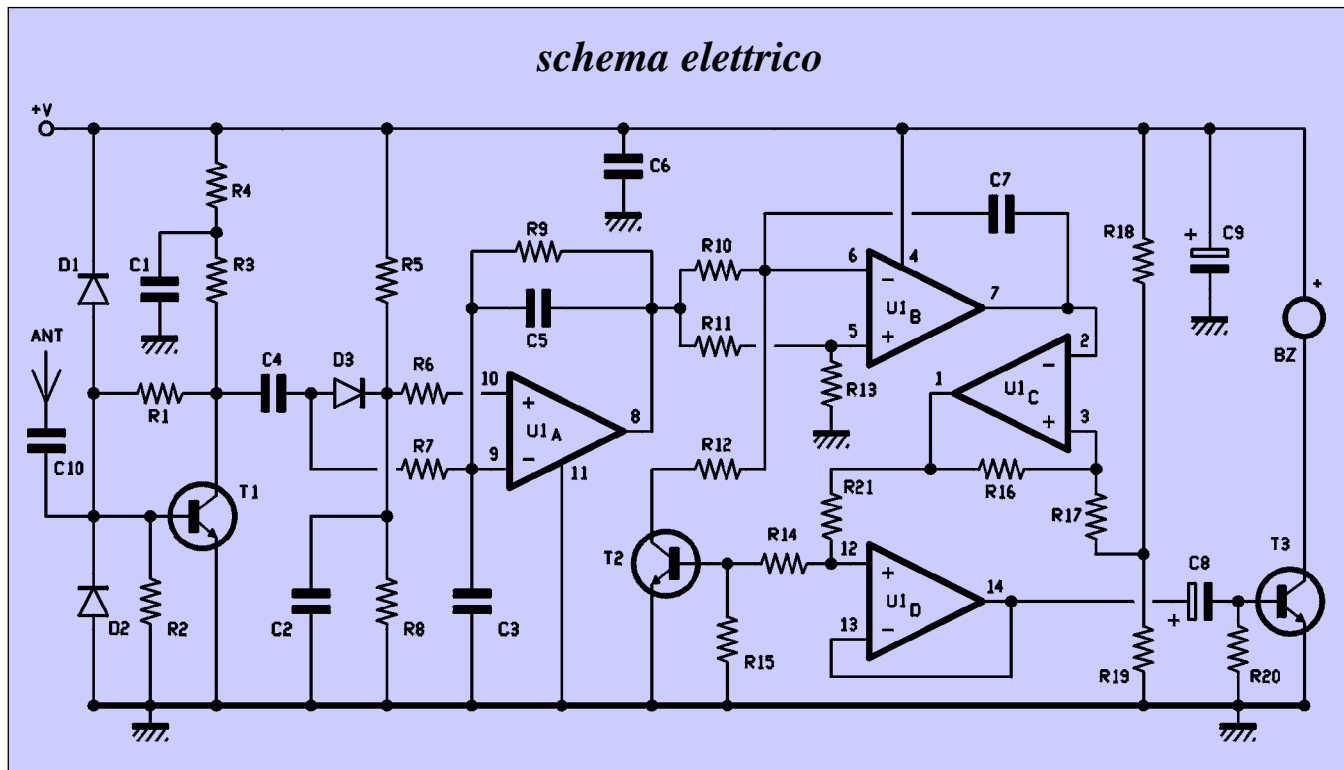 schema elettrico
+V
R4
C6
C7
R9
R10
R18
+ C9
D1
C1
R3
R5
6
4
+
−
7
U1B
ANT
C5
R11
5
+
2
BZ
C4
D3
R6
1
−
U1C
R1
10
+
R13
+
3
U1A
8
R7
R12
C10
9
−
11
R16
T1
R21
R17
T2
R14
12
T3
+
C8
14
U1D
D2
R2
C2
R8
C3
13
−
+
R15
R19
R20